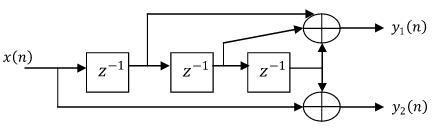 y₁(n)
x(n)
z⁻¹ z⁻¹ z⁻¹
y₂(n)